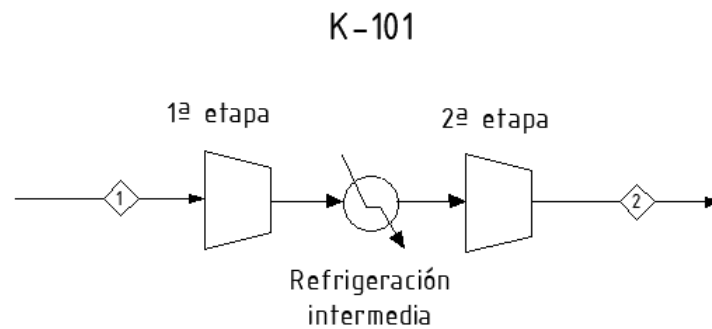 K-101
1ª etapa
2ª etapa
1
2
Refrigeración
intermedia